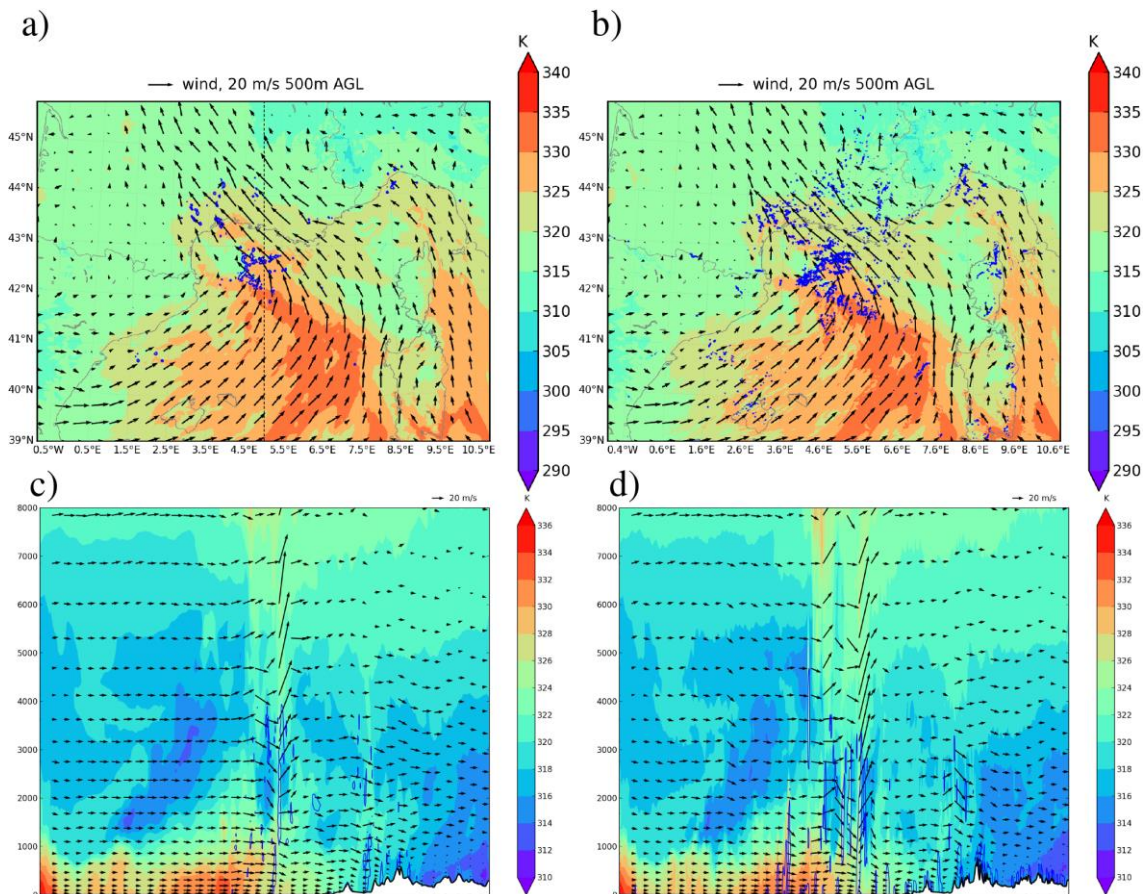 a)
b)
K
K
wind, 20 m/s 500m AGL
wind, 20 m/s 500m AGL
340
335
330
325
320
315
310
305
300
295
290
340
335
330
325
320
315
310
305
300
295
290
45°N
44°N
43°N
42°N
41°N
40°N
39°N
0.5°W 0.5°E 1.5°E 2.5°E 3.5°E 4.5°E 5.5°E 6.5°E 7.5°E 8.5°E 9.5°E 10.5E
45°N
44°N
43°N
42°N
41°N
40°N
39°N
0.4°W 0.6°E 1.6°E 2.6°E 3.6°E 4.6°E 5.6°E 6.6°E 7.6°E 8.6°E 9.6°E 10.6E
c)
d)
20 m/s
K
20 m/s
K
8000
7000
6000
5000
4000
3000
2000
1000
0
336
334
332
330
328
326
324
322
320
318
316
314
312
310
8000
7000
6000
5000
4000
3000
2000
1000
0
336
334
332
330
328
326
324
322
320
318
316
314
312
310